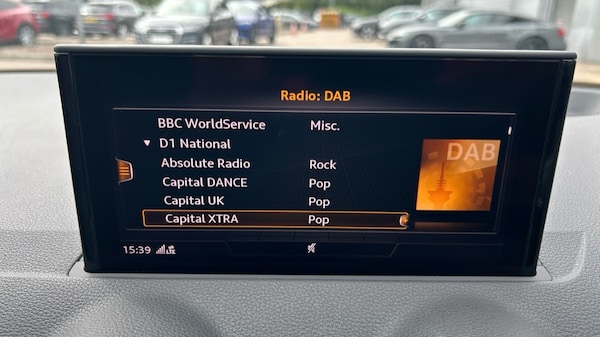 Radio: DAB
BBC WorldService Misc.
D1 National
Absolute Radio Rock
Capital DANCE Pop
Capital UK Pop
Capital XTRA Pop
DAB
15:39 LTE